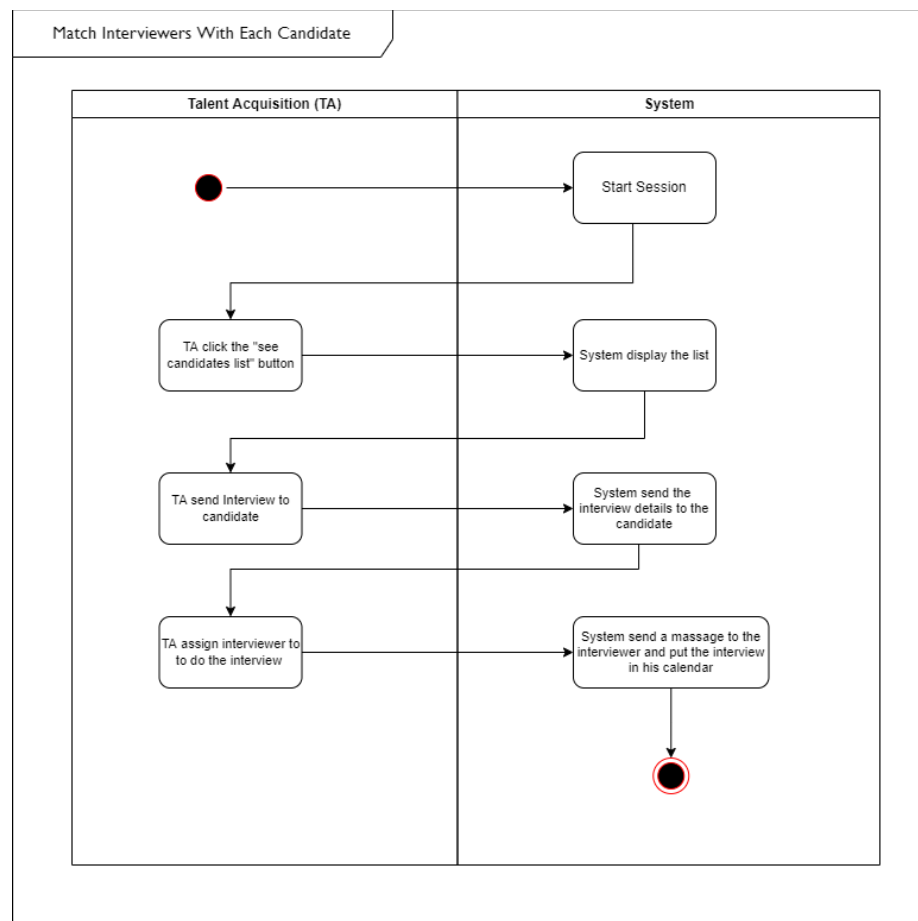 Match Interviewers With Each Candidate
Talent Acquisition (TA)
System
Start Session
TA click the "see
candidates list" button
System display the list
TA send Interview to
candidate
System send the
interview details to the
candidate
TA assign interviewer to
to do the interview
System send a massage to the
interviewer and put the interview
in his calendar